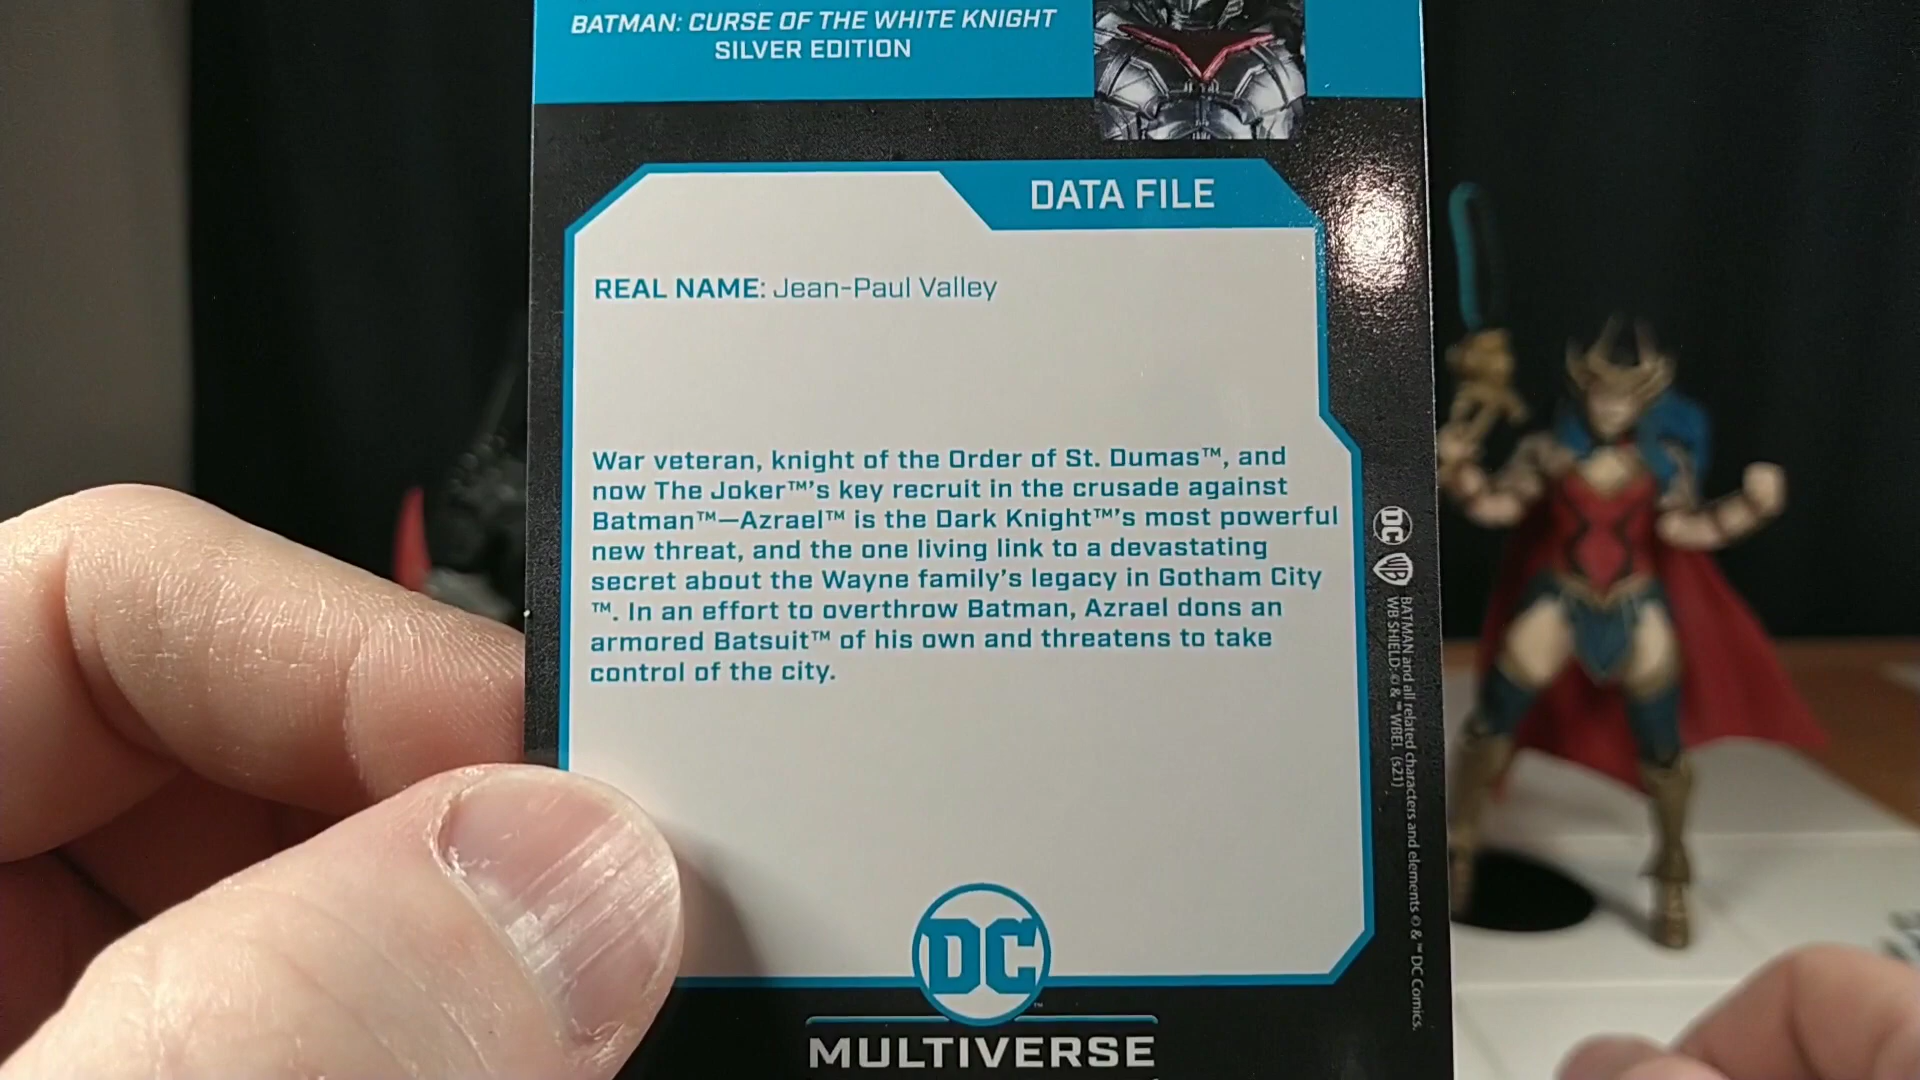 BATMAN: CURSE OF THE WHITE KNIGHT
SILVER EDITION
DATA FILE
REAL NAME: Jean-Paul Valley
War veteran, knight of the Order of St. Dumas™, and
now The Joker™'s key recruit in the crusade against
Batman™—Azrael™ is the Dark Knight™'s most powerful
new threat, and the one living link to a devastating
secret about the Wayne family's legacy in Gotham City
™. In an effort to overthrow Batman, Azrael dons an
armored Batsuit™ of his own and threatens to take
control of the city.
DC
WB
BATMAN and all related characters and elements © & ™ DC Comics.
WB SHIELD: © & ™ WBEI. (s21)
DC ™
MULTIVERSE